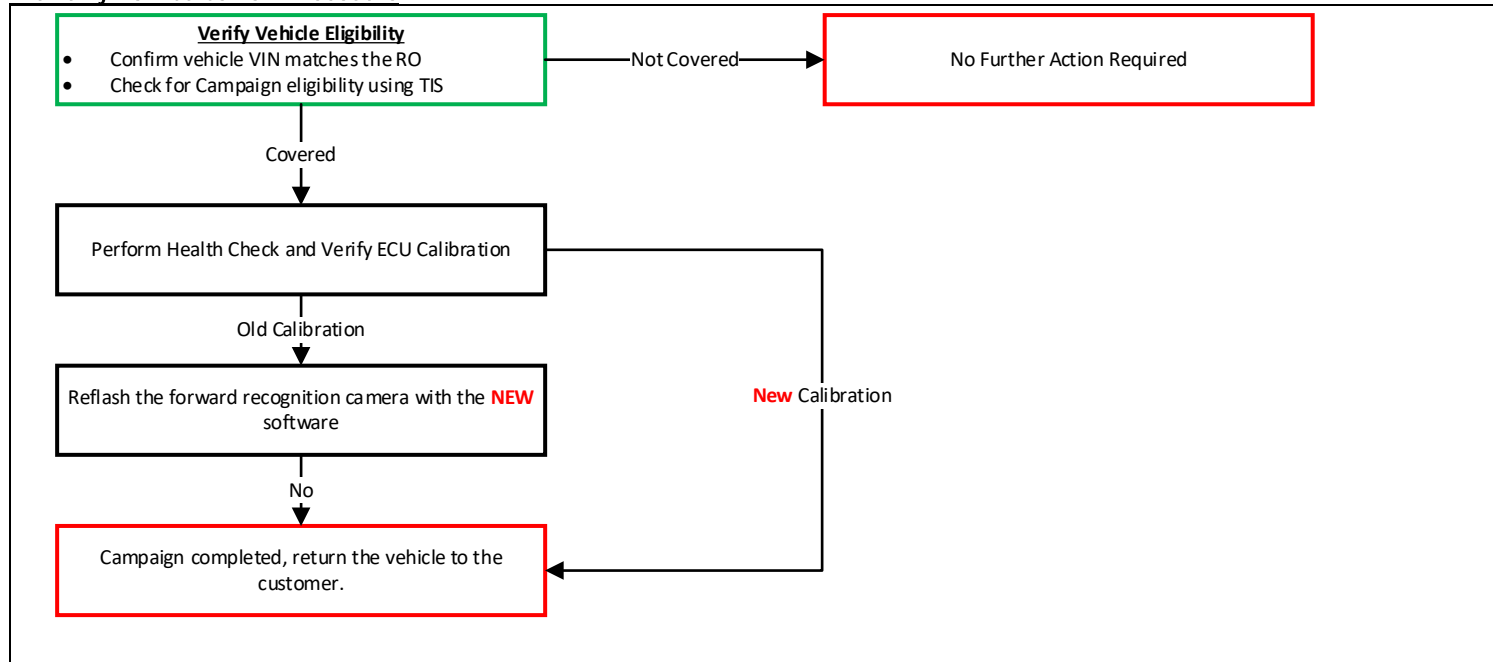 Verify Vehicle Eligibility
• Confirm vehicle VIN matches the RO
• Check for Campaign eligibility using TIS
Not Covered
No Further Action Required
Covered
Perform Health Check and Verify ECU Calibration
Old Calibration
Reflash the forward recognition camera with the NEW
software
New Calibration
No
Campaign completed, return the vehicle to the
customer.